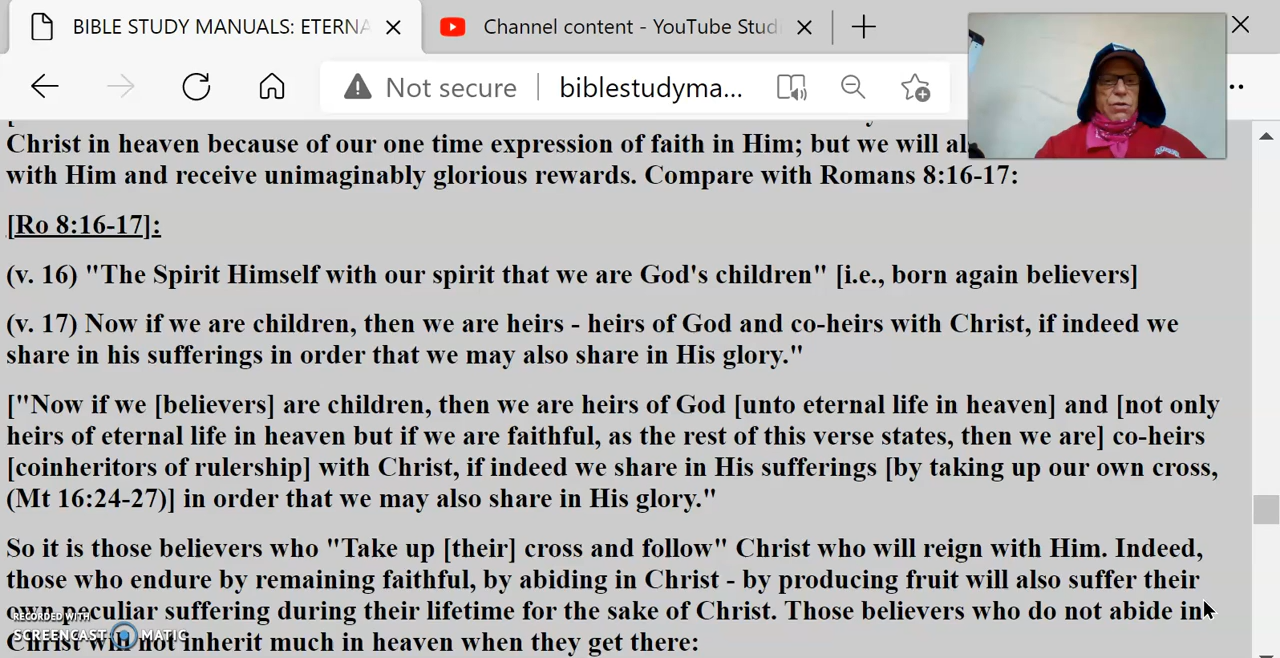 BIBLE STUDY MANUALS: ETERNA
Channel content - YouTube Stud
Not secure
biblestudyma...
Christ in heaven because of our one time expression of faith in Him; but we will al
with Him and receive unimaginably glorious rewards. Compare with Romans 8:16-17:
[Ro 8:16-17]:
(v. 16) "The Spirit Himself with our spirit that we are God's children" [i.e., born again believers]
(v. 17) Now if we are children, then we are heirs - heirs of God and co-heirs with Christ, if indeed we
share in his sufferings in order that we may also share in His glory."
["Now if we [believers] are children, then we are heirs of God [unto eternal life in heaven] and [not only
heirs of eternal life in heaven but if we are faithful, as the rest of this verse states, then we are] co-heirs
[coinheritors of rulership] with Christ, if indeed we share in His sufferings [by taking up our own cross,
(Mt 16:24-27)] in order that we may also share in His glory."
So it is those believers who "Take up [their] cross and follow" Christ who will reign with Him. Indeed,
those who endure by remaining faithful, by abiding in Christ - by producing fruit will also suffer their
own peculiar suffering during their lifetime for the sake of Christ. Those believers who do not abide in
Christ will not inherit much in heaven when they get there:
RECORDED WITH
SCREENCAST MATIC